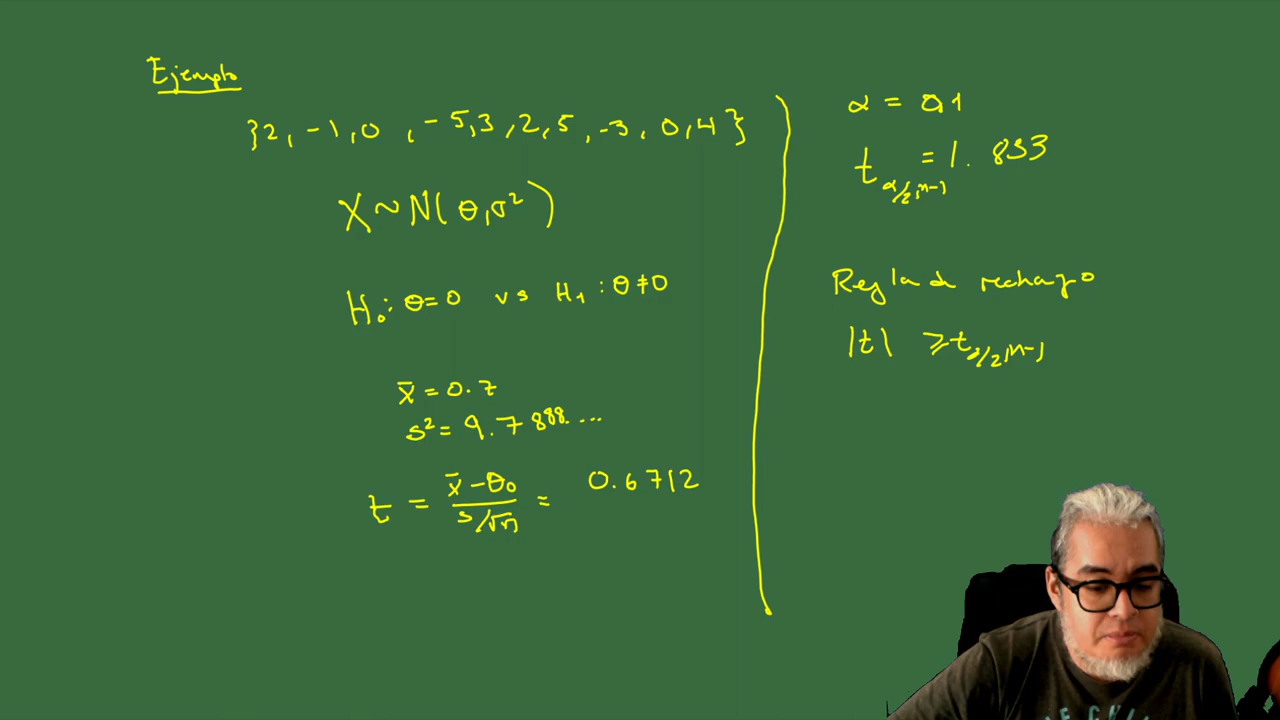 Ejemplo
}2, -1, 0, -5, 3, 2, 5, -3, 0, 4}
X ~ N(θ, σ²)
H₀: θ = 0 vs H₁: θ ≠ 0
x̄ = 0.7
s² = 9.7888...
t = (x̄ - θ₀)/(s/√n) = 0.6712
α = 0,1
t_{α/2, n-1} = 1.833
Regla de rechazo
|t| ≥ t_{α/2, n-1}